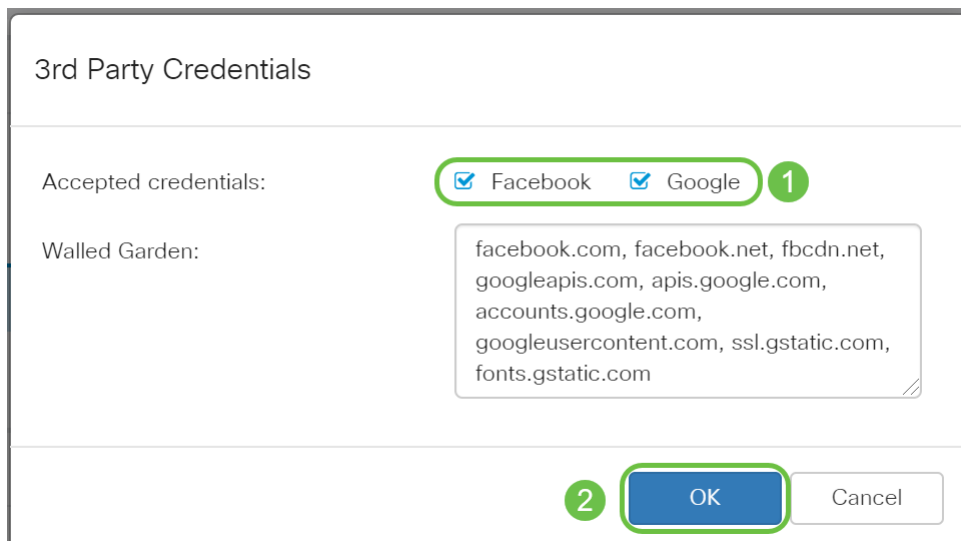 3rd Party Credentials
Accepted credentials: Facebook Google 1
Walled Garden:
facebook.com, facebook.net, fbcdn.net,
googleapis.com, apis.google.com,
accounts.google.com,
googleusercontent.com, ssl.gstatic.com,
fonts.gstatic.com
2 OK Cancel